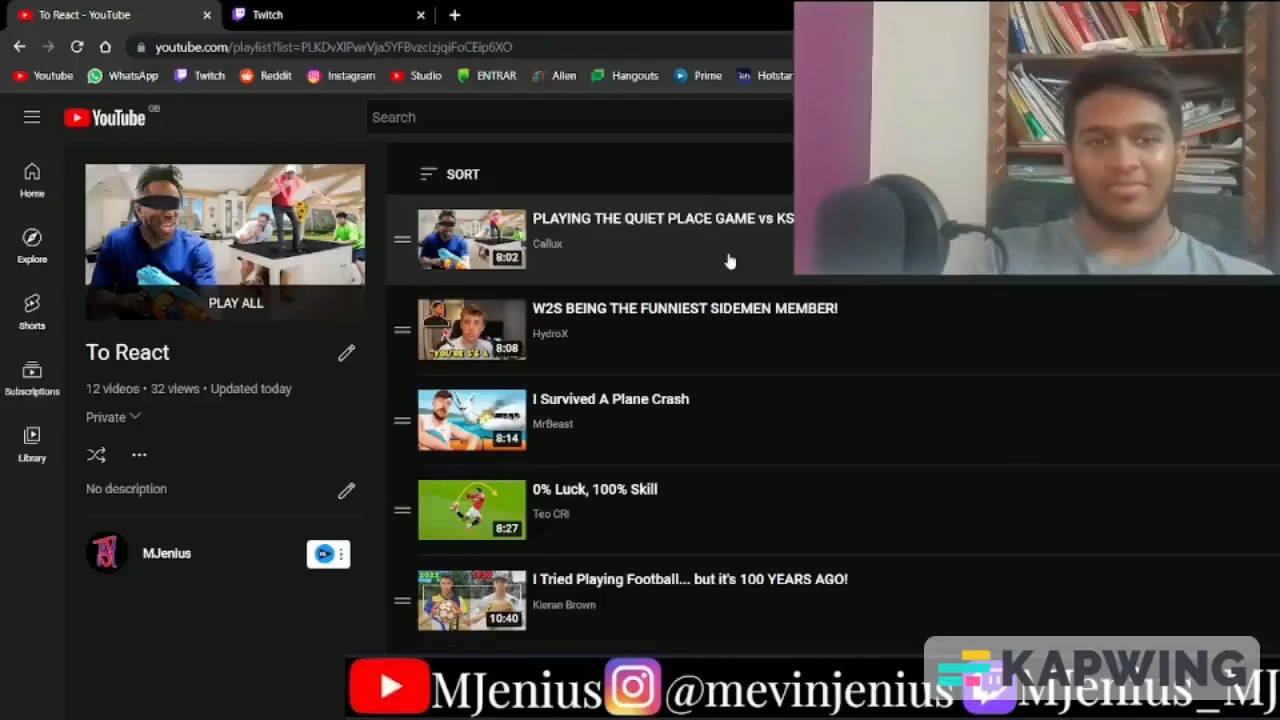 To React - YouTube
Twitch
youtube.com/playlist?list=PLKDvXlPwrVja5YFBvzcIzjqiFoCEip6XO
Youtube WhatsApp Twitch Reddit Instagram Studio ENTRAR Allen Hangouts Prime Hotstar
YouTube GB
Search
Home
Explore
Shorts
Subscriptions
Library
PLAY ALL
To React
12 videos • 32 views • Updated today
Private
No description
MJenius
SORT
PLAYING THE QUIET PLACE GAME vs KS
Callux
8:02
W2S BEING THE FUNNIEST SIDEMEN MEMBER!
HydroX
8:08
I Survived A Plane Crash
MrBeast
8:14
0% Luck, 100% Skill
Teo CRI
8:27
I Tried Playing Football... but it's 100 YEARS AGO!
Kieran Brown
10:40
MJenius @mevinjenius MJenius_MJ
KAPWING